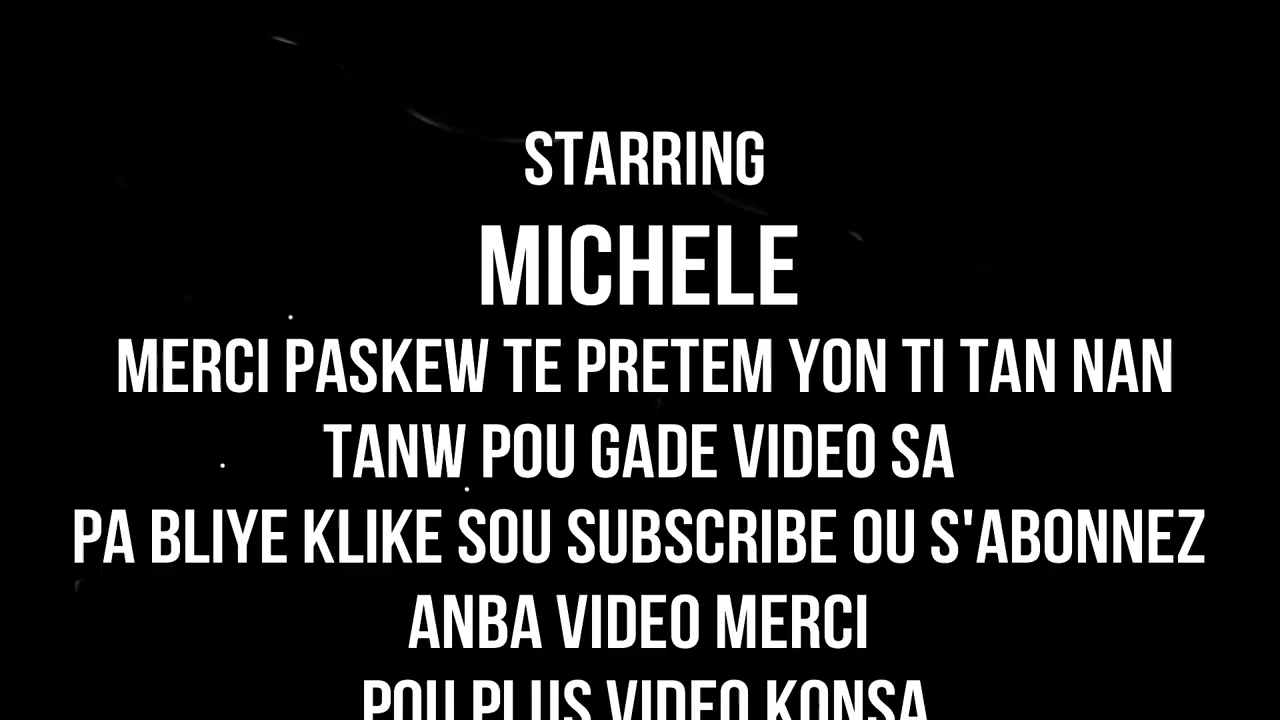 STARRING
MICHELE
MERCI PASKEW TE PRETEM YON TI TAN NAN
TANW POU GADE VIDEO SA
PA BLIYE KLIKE SOU SUBSCRIBE OU S'ABONNEZ
ANBA VIDEO MERCI
POU PLUS VIDEO KONSA